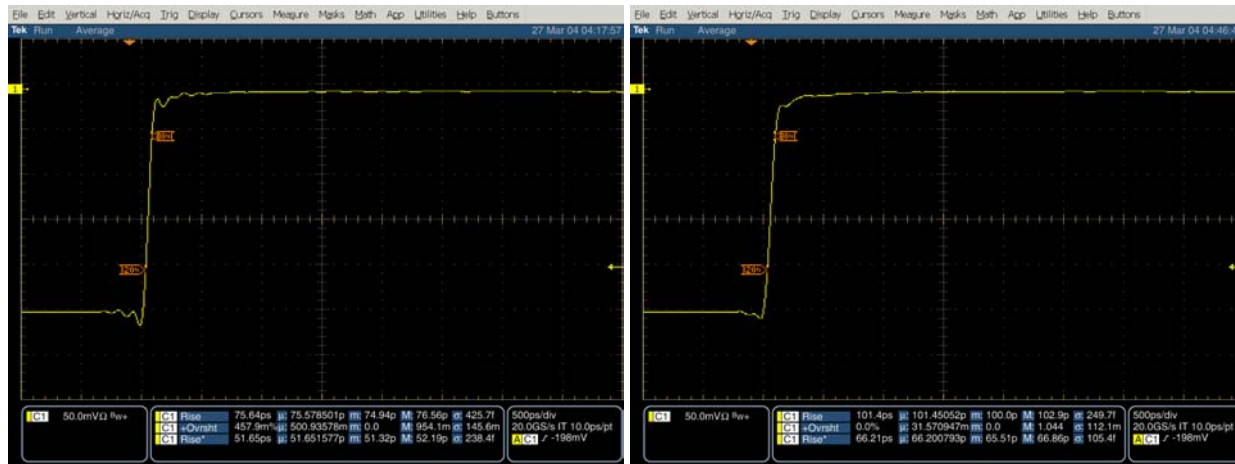 File Edit Vertical Horiz/Acq Trig Display Cursors Measure Masks Math App Utilities Help Buttons
Tek Run Average 27 Mar 04 04:17:57
1
20%
C1 50.0mVΩ BW+
C1 Rise 75.64ps µ: 75.578501p m: 74.94p M: 76.56p σ: 425.7f
C1 +Ovrsht 457.9m% µ: 500.93578m m: 0.0 M: 954.1m σ: 145.6m
C1 Rise* 51.65ps µ: 51.651577p m: 51.32p M: 52.19p σ: 238.4f
500ps/div
20.0GS/s IT 10.0ps/pt
A C1 -198mV
File Edit Vertical Horiz/Acq Trig Display Cursors Measure Masks Math App Utilities Help Buttons
Tek Run Average 27 Mar 04 04:46:4
1
20%
C1 50.0mVΩ BW+
C1 Rise 101.4ps µ: 101.45052p m: 100.0p M: 102.9p σ: 249.7f
C1 +Ovrsht 0.0% µ: 31.570947m m: 0.0 M: 1.044 σ: 112.1m
C1 Rise* 66.21ps µ: 66.200793p m: 65.51p M: 66.86p σ: 105.4f
500ps/div
20.0GS/s IT 10.0ps/pt
A C1 -198mV